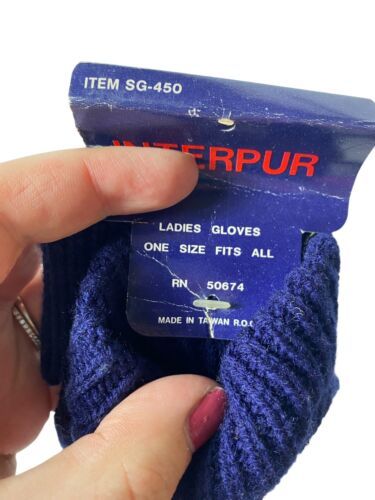 ITEM SG-450
INTERPUR
LADIES GLOVES
ONE SIZE FITS ALL
RN 50674
MADE IN TAIWAN R.O.C